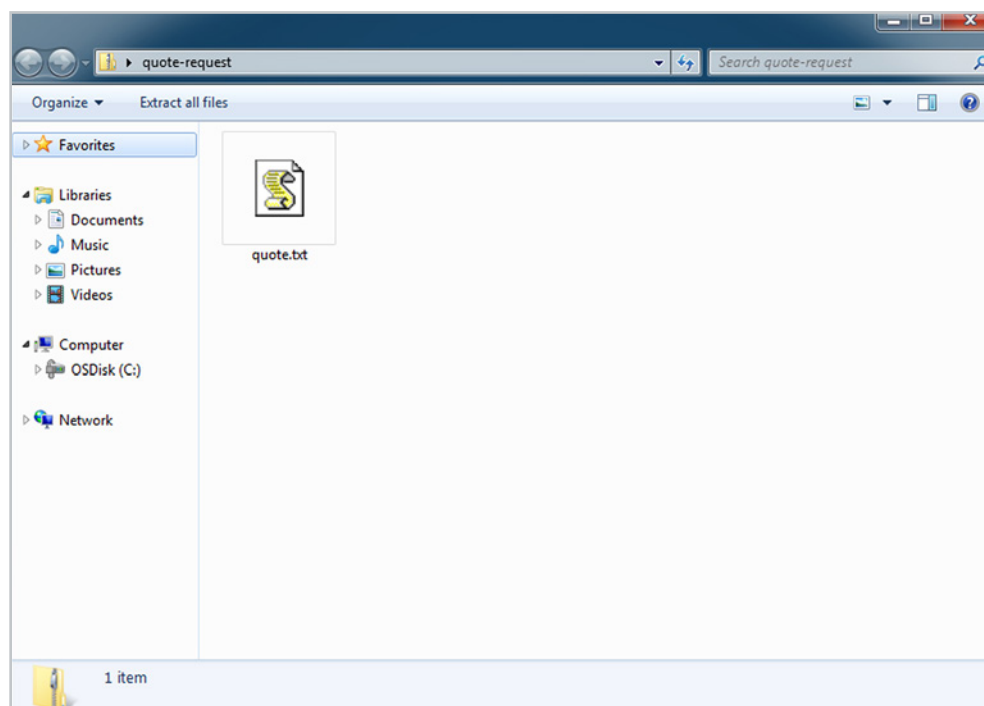 quote-request
Search quote-request
Organize
Extract all files
Favorites
Libraries
Documents
Music
Pictures
Videos
Computer
OSDisk (C:)
Network
quote.txt
1 item